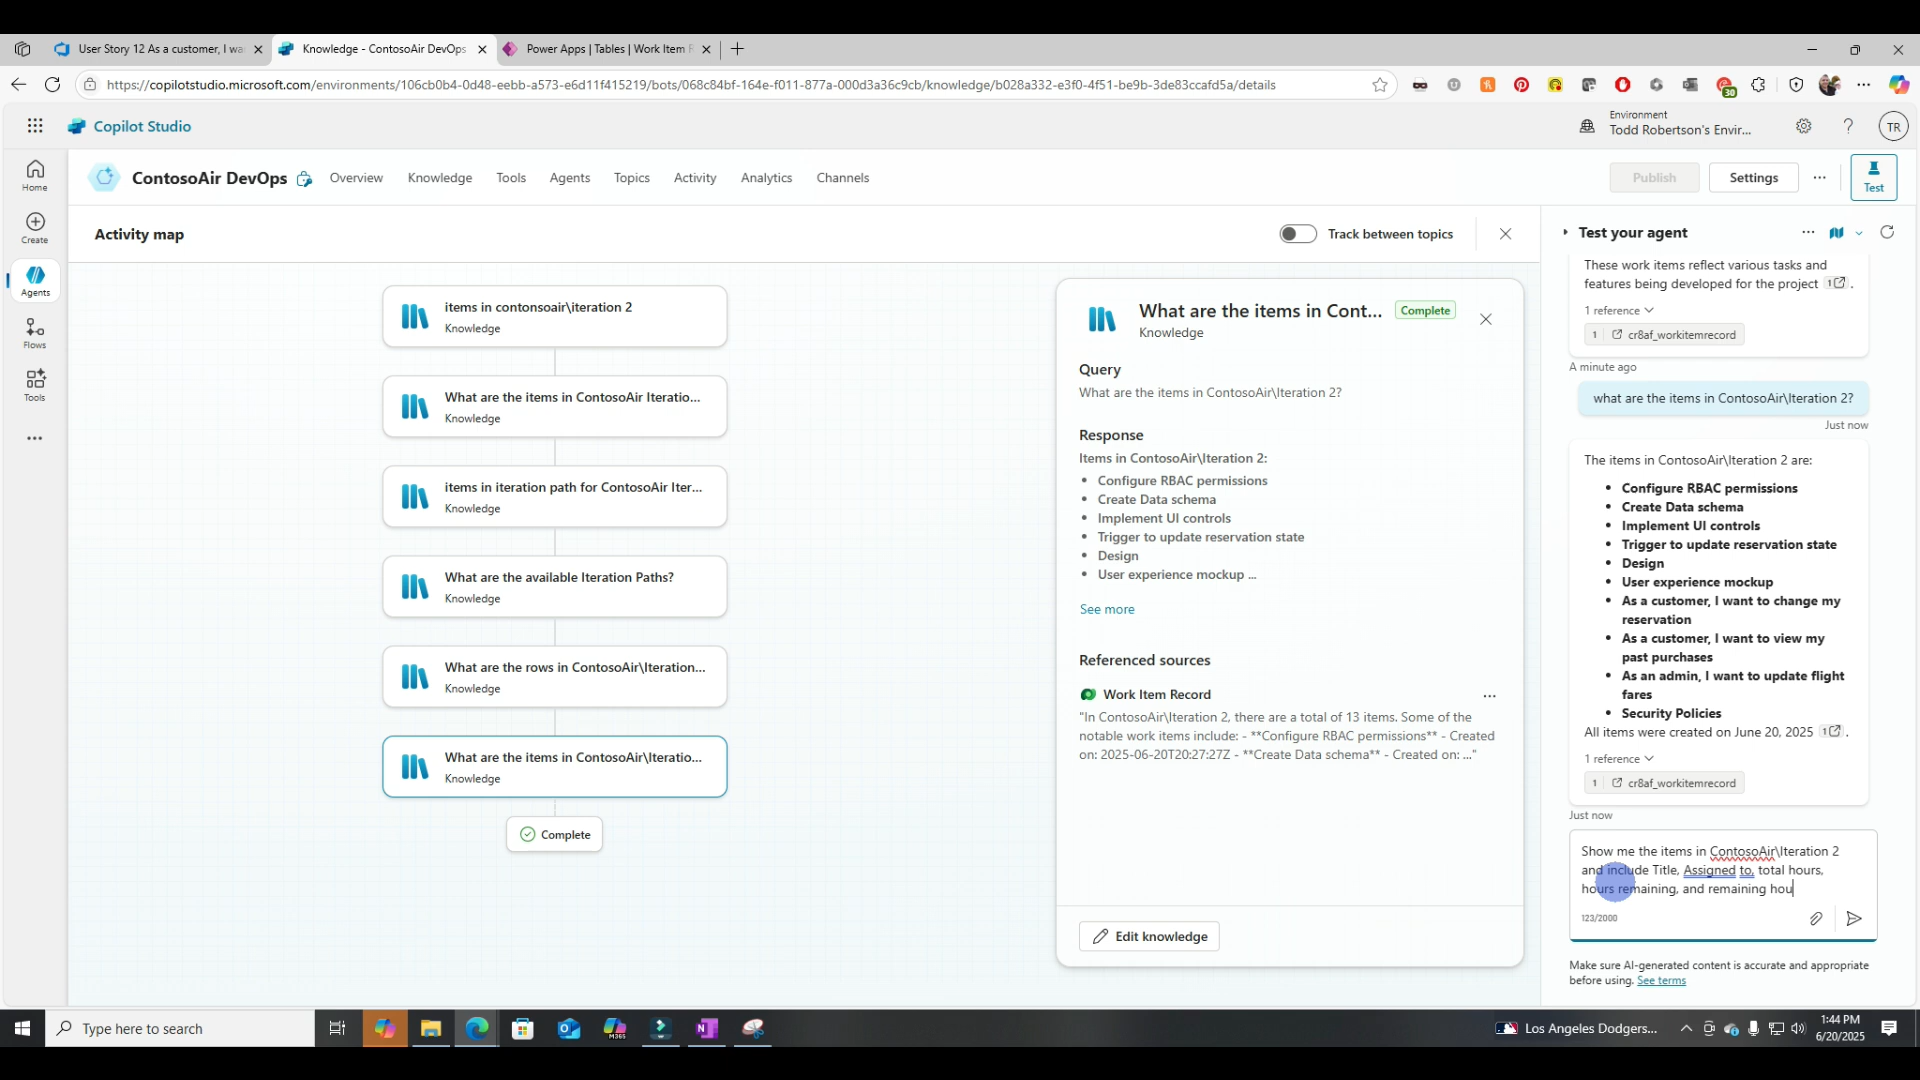 User Story 12 As a customer, I wa
Knowledge - ContosoAir DevOps
Power Apps | Tables | Work Item R
https://copilotstudio.microsoft.com/environments/106cb0b4-0d48-eebb-a573-e6d11f415219/bots/068c84bf-164e-f011-877a-000d3a36c9cb/knowledge/b028a332-e3f0-4f51-be9b-3de83ccafd5a/details
30
Copilot Studio
Environment
Todd Robertson's Envir...
?
TR
Home
Create
Agents
Flows
Tools
ContosoAir DevOps
Overview
Knowledge
Tools
Agents
Topics
Activity
Analytics
Channels
Publish
Settings
Test
Activity map
Track between topics
items in contonsoair\iteration 2
Knowledge
What are the items in ContosoAir Iteratio...
Knowledge
items in iteration path for ContosoAir Iter...
Knowledge
What are the available Iteration Paths?
Knowledge
What are the rows in ContosoAir\Iteration...
Knowledge
What are the items in ContosoAir\Iteratio...
Knowledge
Complete
What are the items in Cont...
Complete
Knowledge
Query
What are the items in ContosoAir\Iteration 2?
Response
Items in ContosoAir\Iteration 2:
• Configure RBAC permissions
• Create Data schema
• Implement UI controls
• Trigger to update reservation state
• Design
• User experience mockup ...
See more
Referenced sources
Work Item Record
"In ContosoAir\Iteration 2, there are a total of 13 items. Some of the
notable work items include: - **Configure RBAC permissions** - Created
on: 2025-06-20T20:27:27Z - **Create Data schema** - Created on: ..."
Edit knowledge
Test your agent
These work items reflect various tasks and
features being developed for the project 1.
1 reference
1 cr8af_workitemrecord
A minute ago
what are the items in ContosoAir\Iteration 2?
Just now
The items in ContosoAir\Iteration 2 are:
• Configure RBAC permissions
• Create Data schema
• Implement UI controls
• Trigger to update reservation state
• Design
• User experience mockup
• As a customer, I want to change my
reservation
• As a customer, I want to view my
past purchases
• As an admin, I want to update flight
fares
• Security Policies
All items were created on June 20, 2025 1.
1 reference
1 cr8af_workitemrecord
Just now
Show me the items in ContosoAir\Iteration 2
and include Title, Assigned to, total hours,
hours remaining, and remaining hou
123/2000
Make sure AI-generated content is accurate and appropriate
before using. See terms
Type here to search
M365
Los Angeles Dodgers...
1:44 PM
6/20/2025